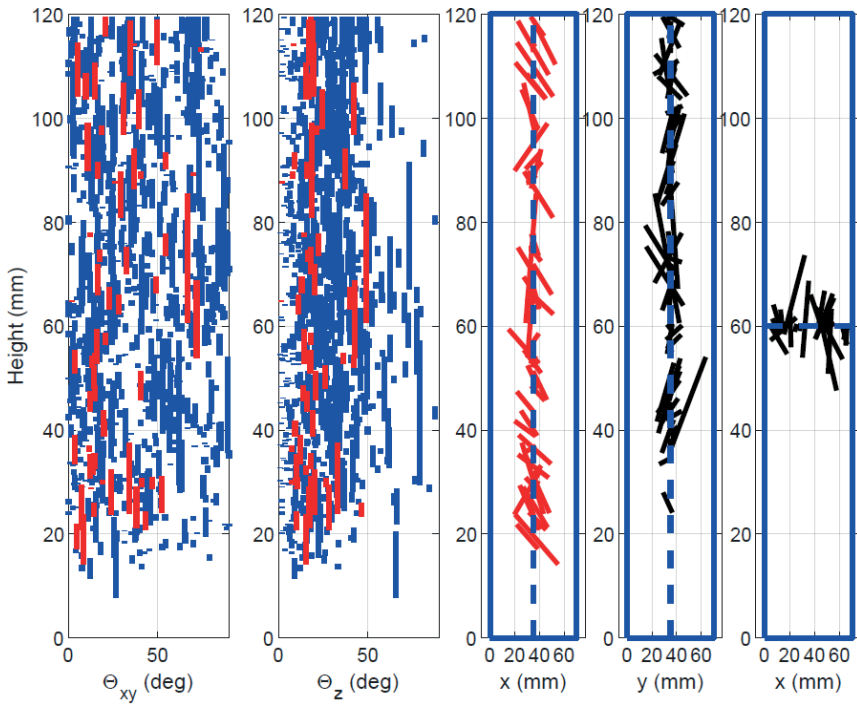 120 120 120 120 120
100 100 100 100 100
80 80 80 80 80
60 60 60 60 60
40 40 40 40 40
20 20 20 20 20
0 0 0 0 0
Height (mm)
0 50 0 50 0 20 40 60 0 20 40 60 0 20 40 60
Θxy (deg) Θz (deg) x (mm) y (mm) x (mm)